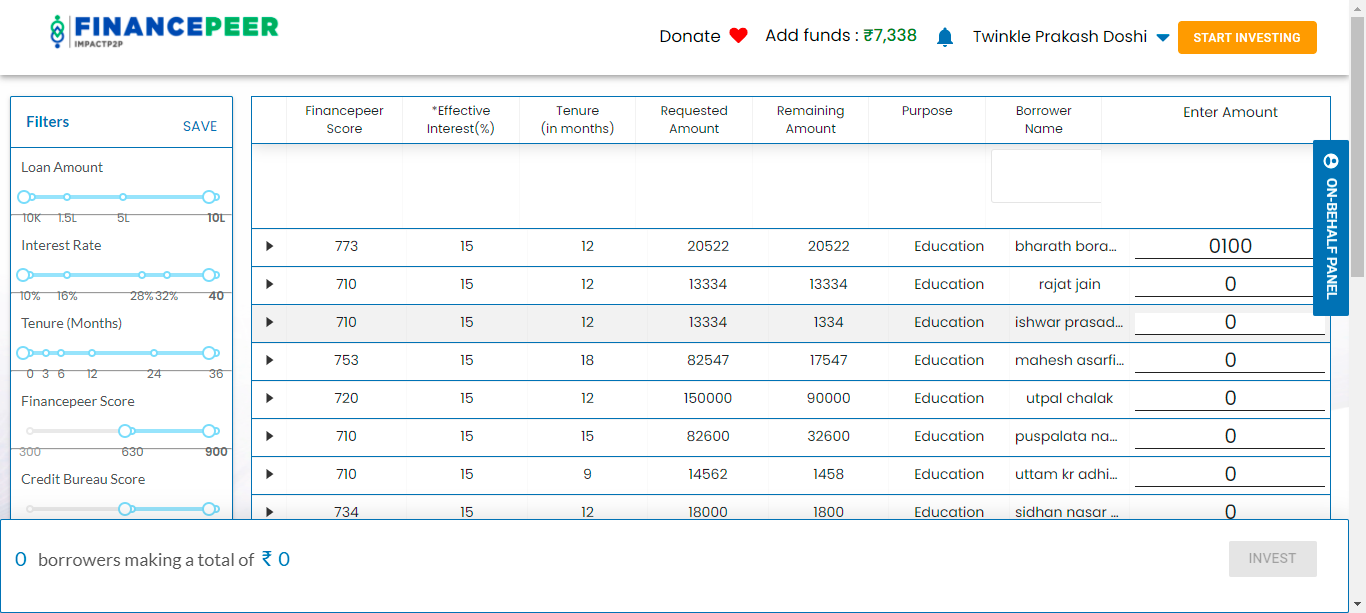 FINANCEPEER
IMPACTP2P
Donate Add funds : ₹7,338 Twinkle Prakash Doshi START INVESTING
Filters SAVE
Loan Amount
10K 1.5L 5L 10L
Interest Rate
10% 16% 28% 32% 40
Tenure (Months)
0 3 6 12 24 36
Financepeer Score
300 630 900
Credit Bureau Score
Financepeer Score *Effective Interest(%) Tenure (in months) Requested Amount Remaining Amount Purpose Borrower Name Enter Amount
773 15 12 20522 20522 Education bharath bora... 0100
710 15 12 13334 13334 Education rajat jain 0
710 15 12 13334 1334 Education ishwar prasad... 0
753 15 18 82547 17547 Education mahesh asarfi... 0
720 15 12 150000 90000 Education utpal chalak 0
710 15 15 82600 32600 Education puspalata na... 0
710 15 9 14562 1458 Education uttam kr adhi... 0
734 15 12 18000 1800 Education sidhan nasar ... 0
ON-BEHALF PANEL
0 borrowers making a total of ₹ 0 INVEST